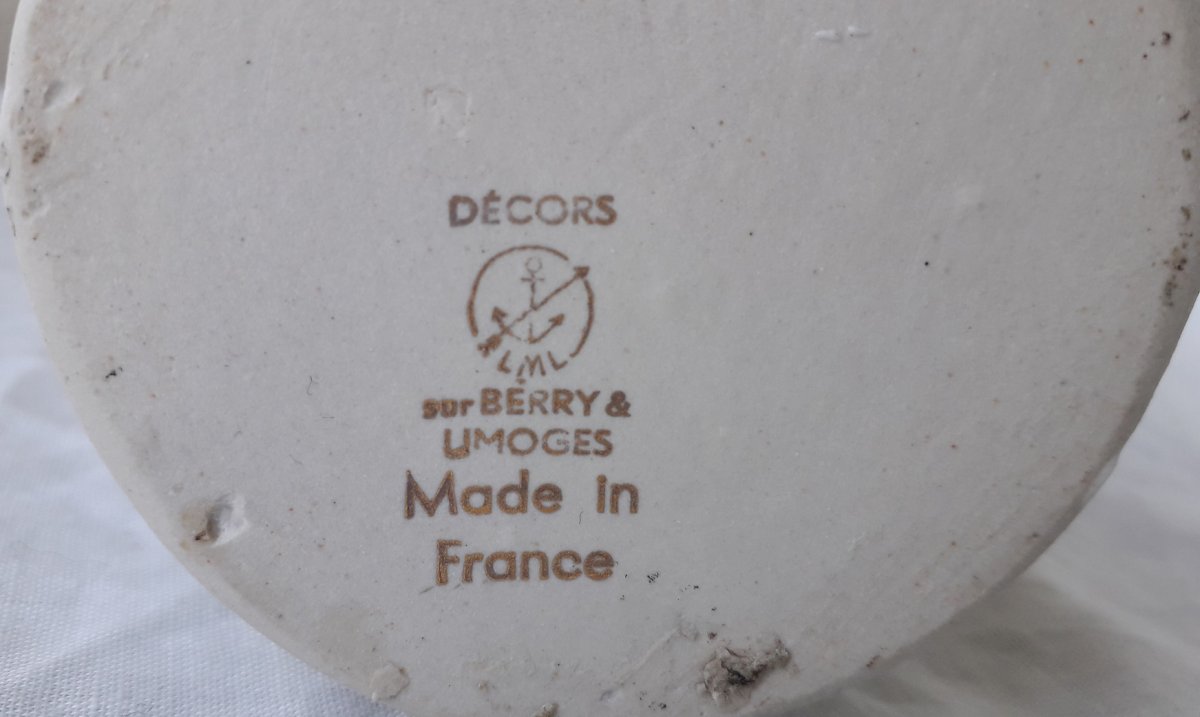 DÉCORS
LML
sur BÉRRY &
LIMOGES
Made in
France